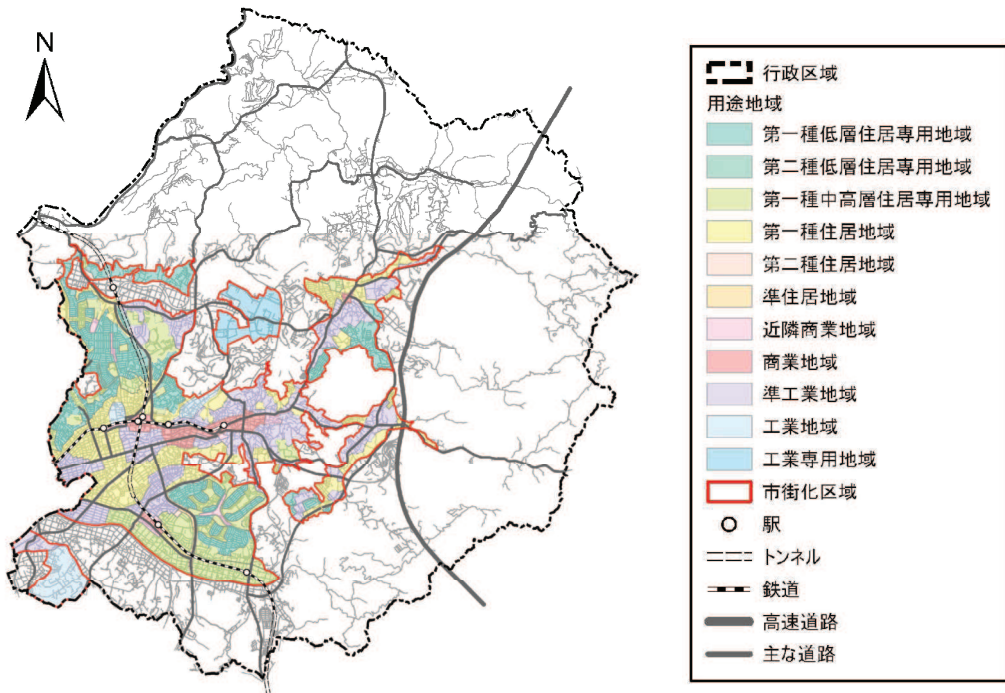 N
行政区域
用途地域
第一種低層住居専用地域
第二種低層住居専用地域
第一種中高層住居専用地域
第一種住居地域
第二種住居地域
準住居地域
近隣商業地域
商業地域
準工業地域
工業地域
工業専用地域
市街化区域
駅
トンネル
鉄道
高速道路
主な道路